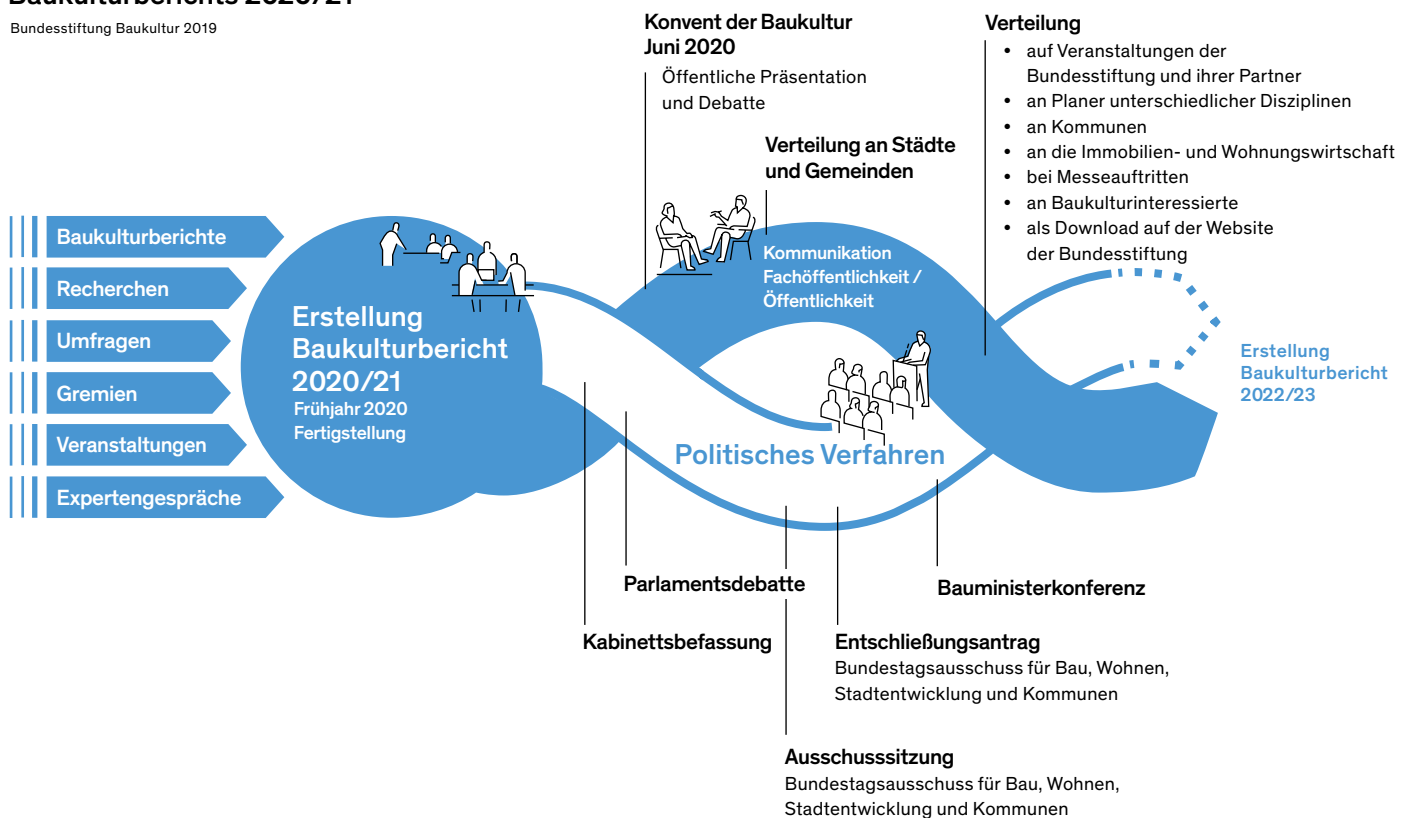 Baukulturberichts 2020/21
Bundesstiftung Baukultur 2019
Konvent der Baukultur
Juni 2020
Öffentliche Präsentation
und Debatte
Verteilung an Städte
und Gemeinden
Verteilung
• auf Veranstaltungen der
Bundesstiftung und ihrer Partner
• an Planer unterschiedlicher Disziplinen
• an Kommunen
• an die Immobilien- und Wohnungswirtschaft
• bei Messeauftritten
• an Baukulturinteressierte
• als Download auf der Website
der Bundesstiftung
Baukulturberichte
Recherchen
Umfragen
Gremien
Veranstaltungen
Expertengespräche
Erstellung
Baukulturbericht
2020/21
Frühjahr 2020
Fertigstellung
Kommunikation
Fachöffentlichkeit /
Öffentlichkeit
Politisches Verfahren
Erstellung
Baukulturbericht
2022/23
Parlamentsdebatte
Kabinettsbefassung
Bauministerkonferenz
Entschließungsantrag
Bundestagsausschuss für Bau, Wohnen,
Stadtentwicklung und Kommunen
Ausschusssitzung
Bundestagsausschuss für Bau, Wohnen,
Stadtentwicklung und Kommunen